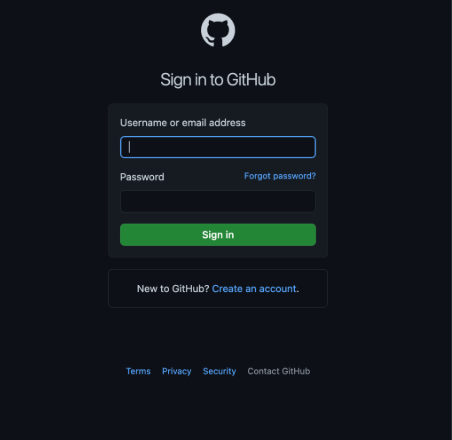 Sign in to GitHub
Username or email address
Password Forgot password?
Sign in
New to GitHub? Create an account.
Terms Privacy Security Contact GitHub